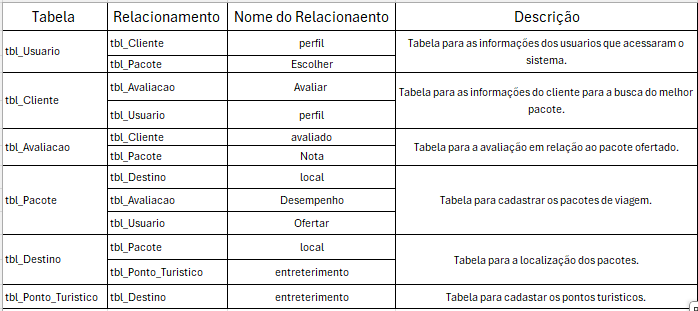 Tabela Relacionamento Nome do Relacionaento Descrição
tbl_Usuario
tbl_Cliente perfil
tbl_Pacote Escolher
Tabela para as informações dos usuarios que acessaram o
sistema.
tbl_Cliente
tbl_Avaliacao Avaliar
tbl_Usuario perfil
Tabela para as informações do cliente para a busca do melhor
pacote.
tbl_Avaliacao
tbl_Cliente avaliado
tbl_Pacote Nota
Tabela para a avaliação em relação ao pacote ofertado.
tbl_Pacote
tbl_Destino local
tbl_Avaliacao Desempenho
tbl_Usuario Ofertar
Tabela para cadastrar os pacotes de viagem.
tbl_Destino
tbl_Pacote local
tbl_Ponto_Turistico entreterimento
Tabela para a localização dos pacotes.
tbl_Ponto_Turistico tbl_Destino entreterimento Tabela para cadastar os pontos turisticos.